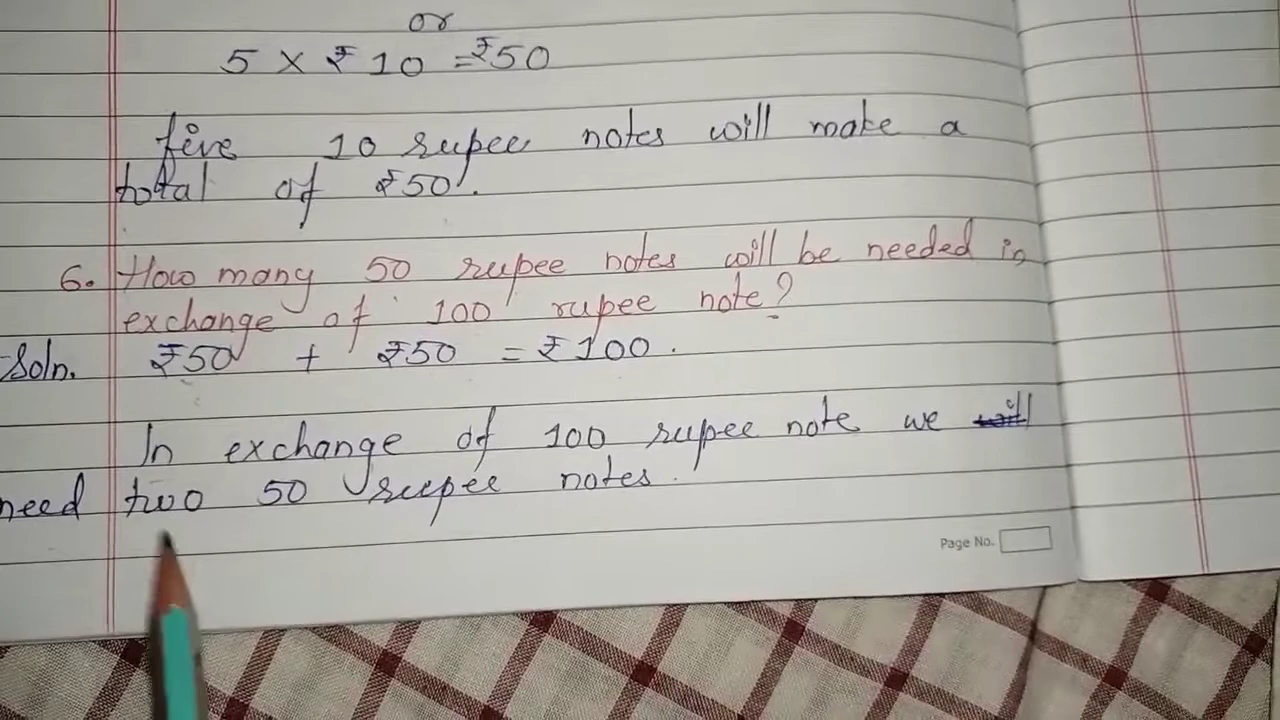 or
5 × ₹10 = ₹50
five 10 rupee notes will make a
total of ₹50.
6. How many 50 rupee notes will be needed in
exchange of 100 rupee note?
Soln. ₹50 + ₹50 = ₹100.
In exchange of 100 rupee note we will
need two 50 rupee notes.
Page No.